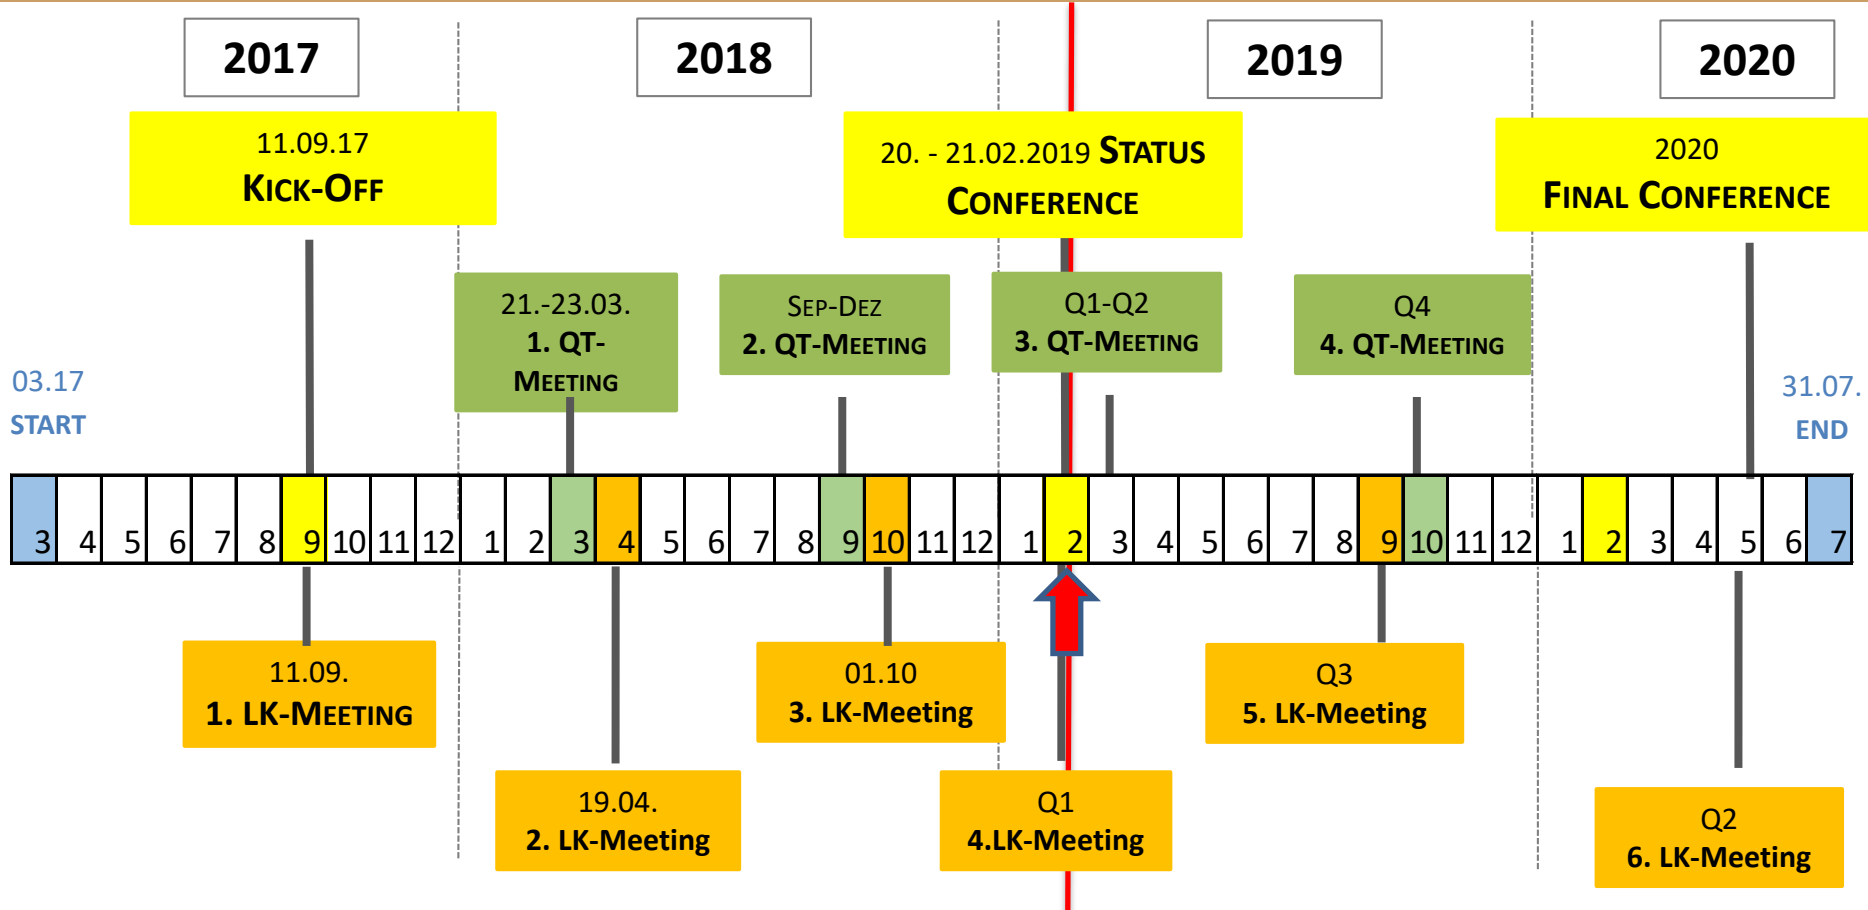 2017
2018
2019
2020
11.09.17
KICK-OFF
20. - 21.02.2019 STATUS
CONFERENCE
2020
FINAL CONFERENCE
21.-23.03.
1. QT-
MEETING
SEP-DEZ
2. QT-MEETING
Q1-Q2
3. QT-MEETING
Q4
4. QT-MEETING
03.17
START
31.07.
END
3 4 5 6 7 8 9 10 11 12 1 2 3 4 5 6 7 8 9 10 11 12 1 2 3 4 5 6 7 8 9 10 11 12 1 2 3 4 5 6 7
11.09.
1. LK-MEETING
01.10
3. LK-Meeting
Q3
5. LK-Meeting
19.04.
2. LK-Meeting
Q1
4.LK-Meeting
Q2
6. LK-Meeting